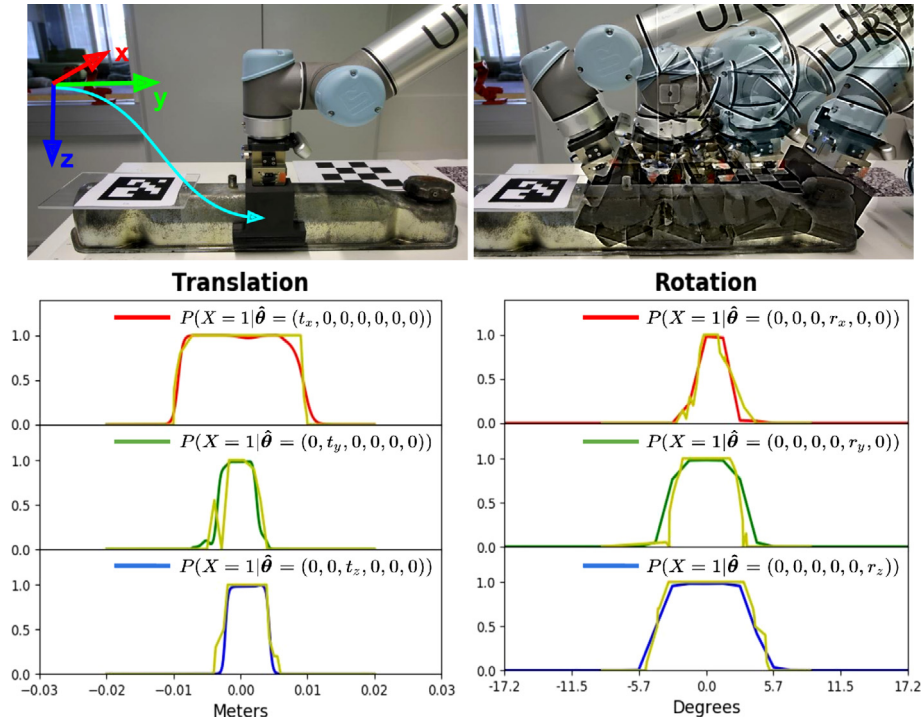 x
y
z
Translation
P(X = 1|θ̂ = (tₓ, 0, 0, 0, 0, 0, 0))
1.0
0.5
0.0
P(X = 1|θ̂ = (0, t_y, 0, 0, 0, 0))
1.0
0.5
0.0
P(X = 1|θ̂ = (0, 0, t_z, 0, 0, 0))
1.0
0.5
0.0
−0.03 −0.02 −0.01 0.00 0.01 0.02 0.03
Meters
Rotation
P(X = 1|θ̂ = (0, 0, 0, rₓ, 0, 0))
1.0
0.5
0.0
P(X = 1|θ̂ = (0, 0, 0, 0, r_y, 0))
1.0
0.5
0.0
P(X = 1|θ̂ = (0, 0, 0, 0, 0, r_z))
1.0
0.5
0.0
-17.2 -11.5 -5.7 0.0 5.7 11.5 17.2
Degrees